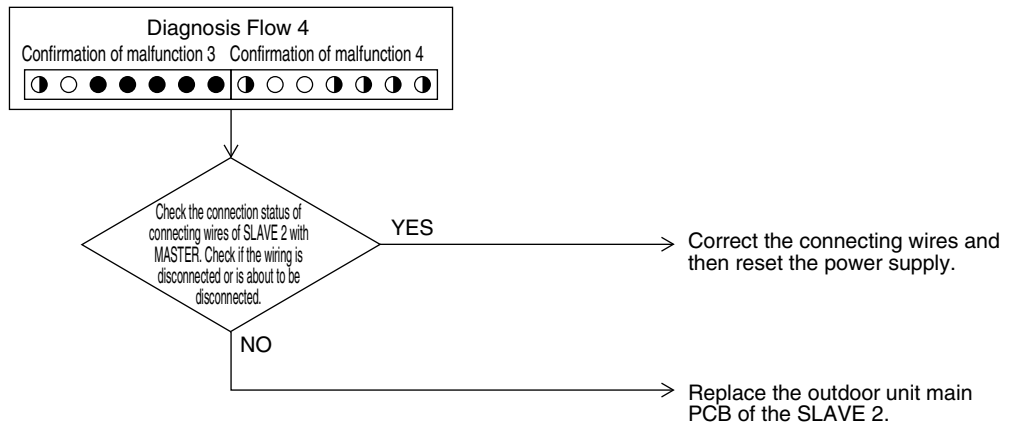 Diagnosis Flow 4
Confirmation of malfunction 3 Confirmation of malfunction 4
Check the connection status of
connecting wires of SLAVE 2 with
MASTER. Check if the wiring is
disconnected or is about to be
disconnected.
YES
Correct the connecting wires and
then reset the power supply.
NO
Replace the outdoor unit main
PCB of the SLAVE 2.